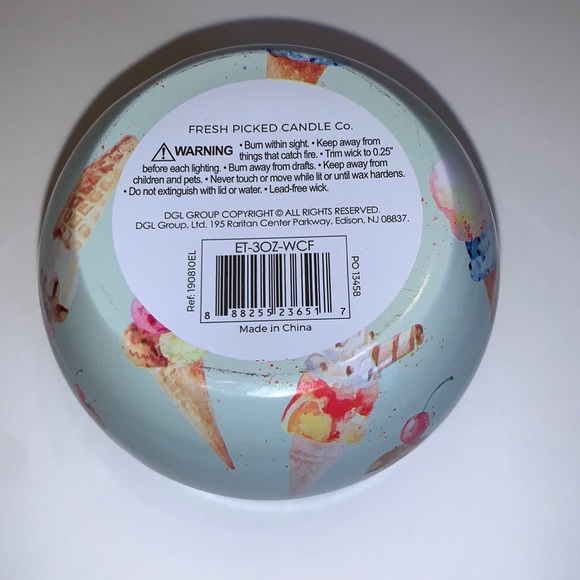 FRESH PICKED CANDLE Co.
WARNING • Burn within sight. • Keep away from
things that catch fire. • Trim wick to 0.25"
before each lighting. • Burn away from drafts. • Keep away from
children and pets. • Never touch or move while lit or until wax hardens.
• Do not extinguish with lid or water. • Lead-free wick.
DGL GROUP COPYRIGHT © ALL RIGHTS RESERVED.
DGL Group, Ltd. 195 Raritan Center Parkway, Edison, NJ 08837.
ET-3OZ-WCF
Ref: 190810EL
PO 13458
8 88255 23651 7
Made in China